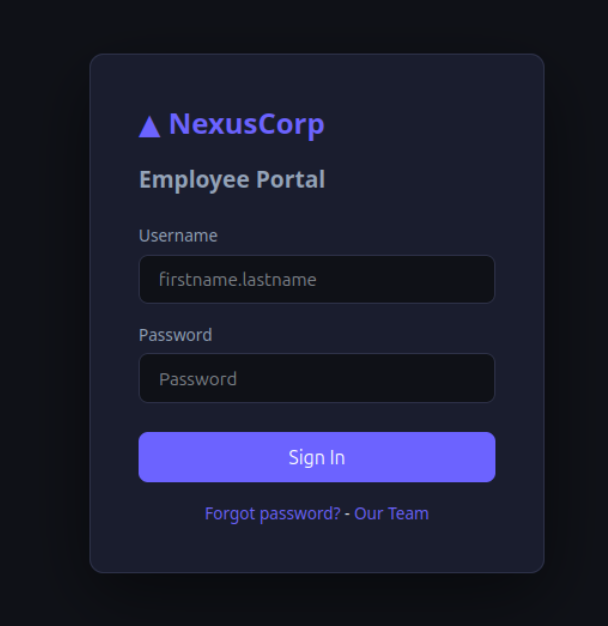 ▲ NexusCorp
Employee Portal
Username
firstname.lastname
Password
Password
Sign In
Forgot password? - Our Team